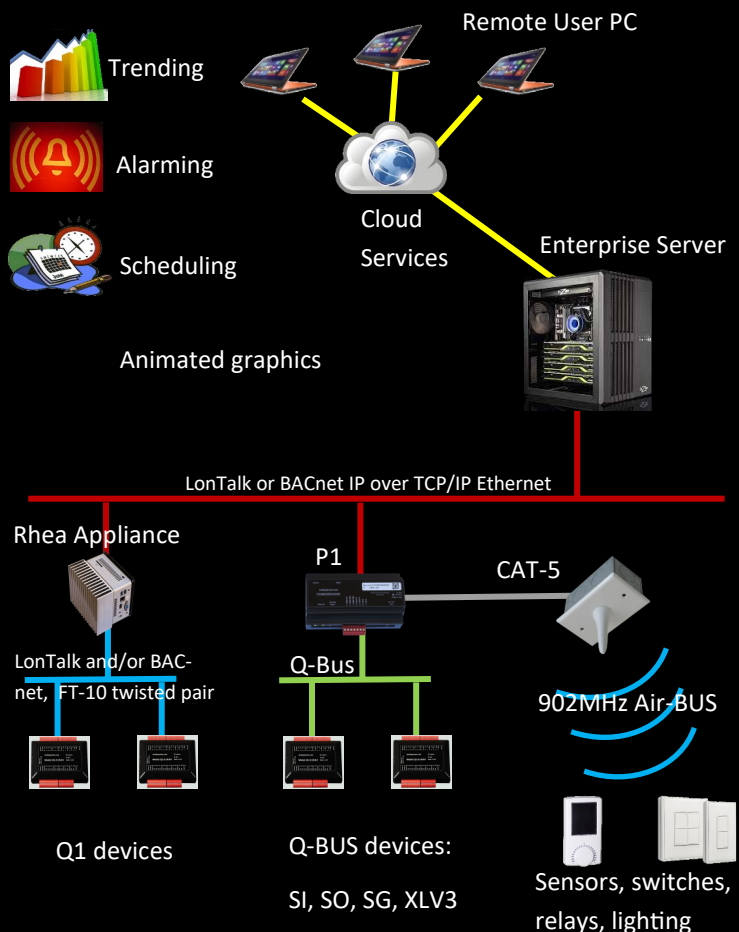 Remote User PC
Trending
Alarming
Cloud
Services
Enterprise Server
Scheduling
Animated graphics
LonTalk or BACnet IP over TCP/IP Ethernet
Rhea Appliance
P1
CAT-5
LonTalk and/or BAC-
net, FT-10 twisted pair
Q-Bus
902MHz Air-BUS
Q1 devices
Q-BUS devices:
SI, SO, SG, XLV3
Sensors, switches,
relays, lighting